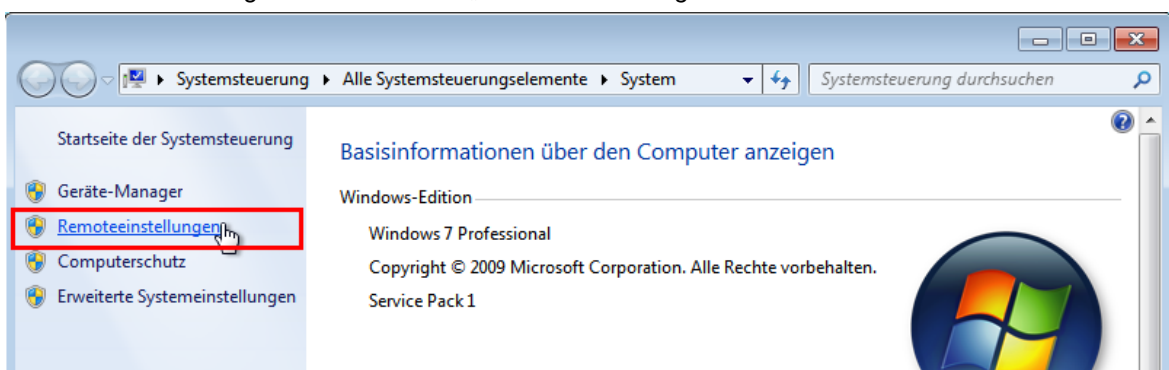 Systemsteuerung ▸ Alle Systemsteuerungselemente ▸ System
Systemsteuerung durchsuchen
Startseite der Systemsteuerung
Geräte-Manager
Remoteeinstellungen
Computerschutz
Erweiterte Systemeinstellungen
Basisinformationen über den Computer anzeigen
Windows-Edition
Windows 7 Professional
Copyright © 2009 Microsoft Corporation. Alle Rechte vorbehalten.
Service Pack 1